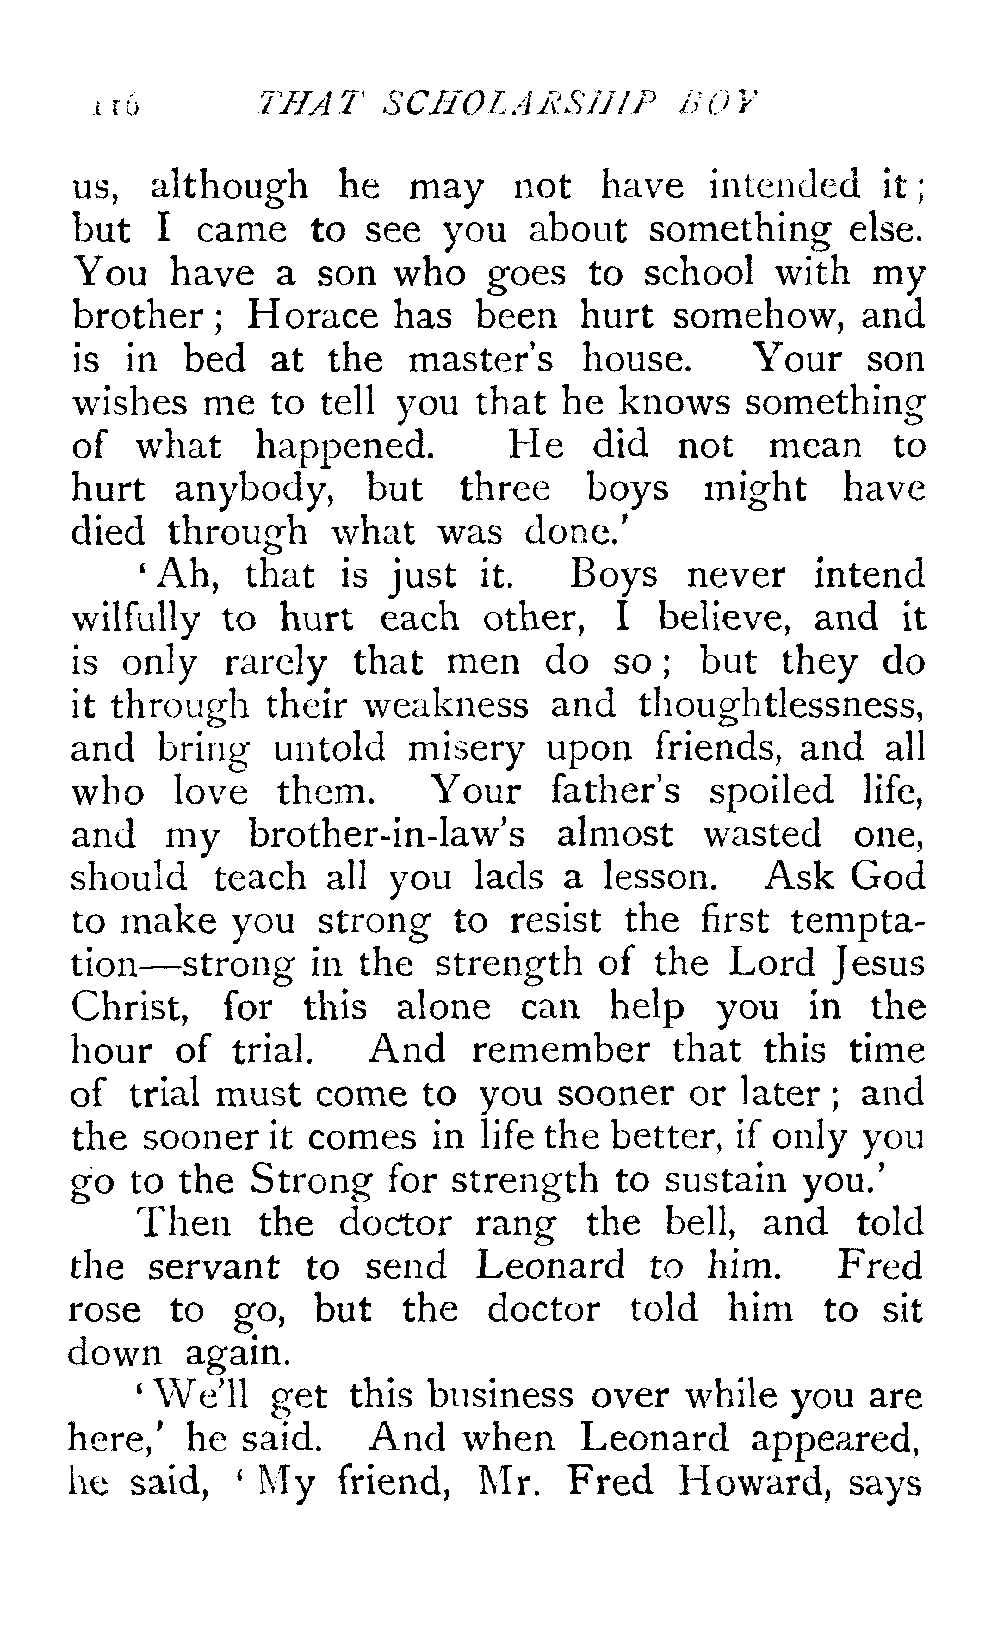 116 THAT SCHOLARSHIP BOY
us, although he may not have intended it ;
but I came to see you about something else.
You have a son who goes to school with my
brother ; Horace has been hurt somehow, and
is in bed at the master's house. Your son
wishes me to tell you that he knows something
of what happened. He did not mean to
hurt anybody, but three boys might have
died through what was done.'
‘ Ah, that is just it. Boys never intend
wilfully to hurt each other, I believe, and it
is only rarely that men do so ; but they do
it through their weakness and thoughtlessness,
and bring untold misery upon friends, and all
who love them. Your father's spoiled life,
and my brother-in-law's almost wasted one,
should teach all you lads a lesson. Ask God
to make you strong to resist the first tempta-
tion—strong in the strength of the Lord Jesus
Christ, for this alone can help you in the
hour of trial. And remember that this time
of trial must come to you sooner or later ; and
the sooner it comes in life the better, if only you
go to the Strong for strength to sustain you.'
Then the doctor rang the bell, and told
the servant to send Leonard to him. Fred
rose to go, but the doctor told him to sit
down again.
‘ We'll get this business over while you are
here,' he said. And when Leonard appeared,
he said, ‘ My friend, Mr. Fred Howard, says